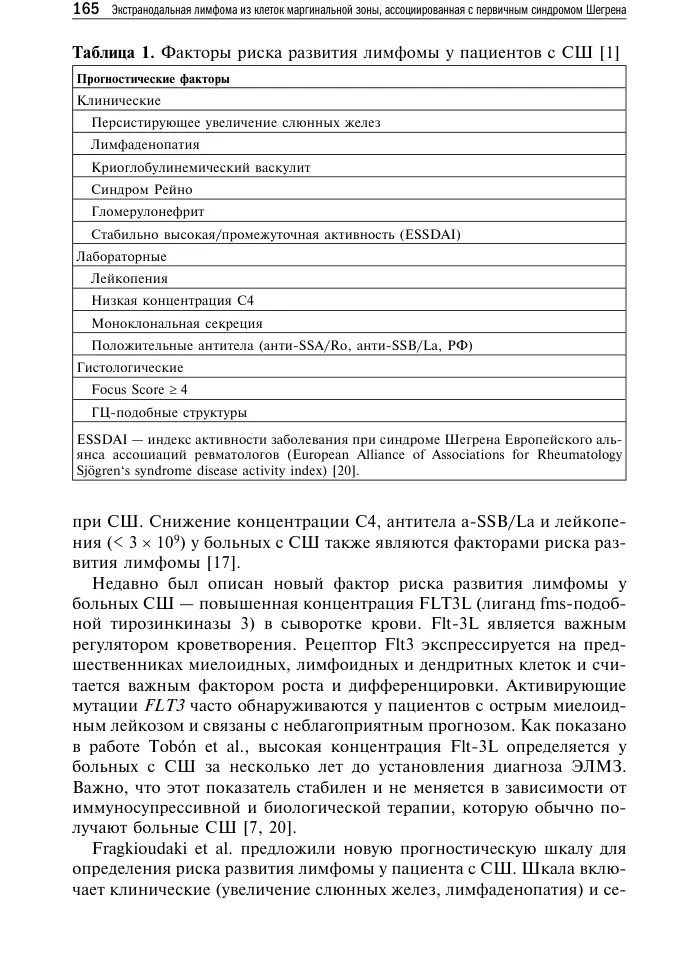 165 Экстранодальная лимфома из клеток маргинальной зоны, ассоциированная с первичным синдромом Шегрена
Таблица 1. Факторы риска развития лимфомы у пациентов с СШ [1]
Прогностические факторы
Клинические
Персистирующее увеличение слюнных желез
Лимфаденопатия
Криоглобулинемический васкулит
Синдром Рейно
Гломерулонефрит
Стабильно высокая/промежуточная активность (ESSDAI)
Лабораторные
Лейкопения
Низкая концентрация С4
Моноклональная секреция
Положительные антитела (анти-SSA/Ro, анти-SSB/La, РФ)
Гистологические
Focus Score ≥ 4
ГЦ-подобные структуры
ESSDAI — индекс активности заболевания при синдроме Шегрена Европейского аль-
янса ассоциаций ревматологов (European Alliance of Associations for Rheumatology
Sjögren‘s syndrome disease activity index) [20].
при СШ. Снижение концентрации С4, антитела a-SSB/La и лейкопе-
ния (< 3 × 10⁹) у больных с СШ также являются факторами риска раз-
вития лимфомы [17].
Недавно был описан новый фактор риска развития лимфомы у
больных СШ — повышенная концентрация FLT3L (лиганд fms-подоб-
ной тирозинкиназы 3) в сыворотке крови. Flt-3L является важным
регулятором кроветворения. Рецептор Flt3 экспрессируется на пред-
шественниках миелоидных, лимфоидных и дендритных клеток и счи-
тается важным фактором роста и дифференцировки. Активирующие
мутации FLT3 часто обнаруживаются у пациентов с острым миелоид-
ным лейкозом и связаны с неблагоприятным прогнозом. Как показано
в работе Tobón et al., высокая концентрация Flt-3L определяется у
больных с СШ за несколько лет до установления диагноза ЭЛМЗ.
Важно, что этот показатель стабилен и не меняется в зависимости от
иммуносупрессивной и биологической терапии, которую обычно по-
лучают больные СШ [7, 20].
Fragkioudaki et al. предложили новую прогностическую шкалу для
определения риска развития лимфомы у пациента с СШ. Шкала вклю-
чает клинические (увеличение слюнных желез, лимфаденопатия) и се-